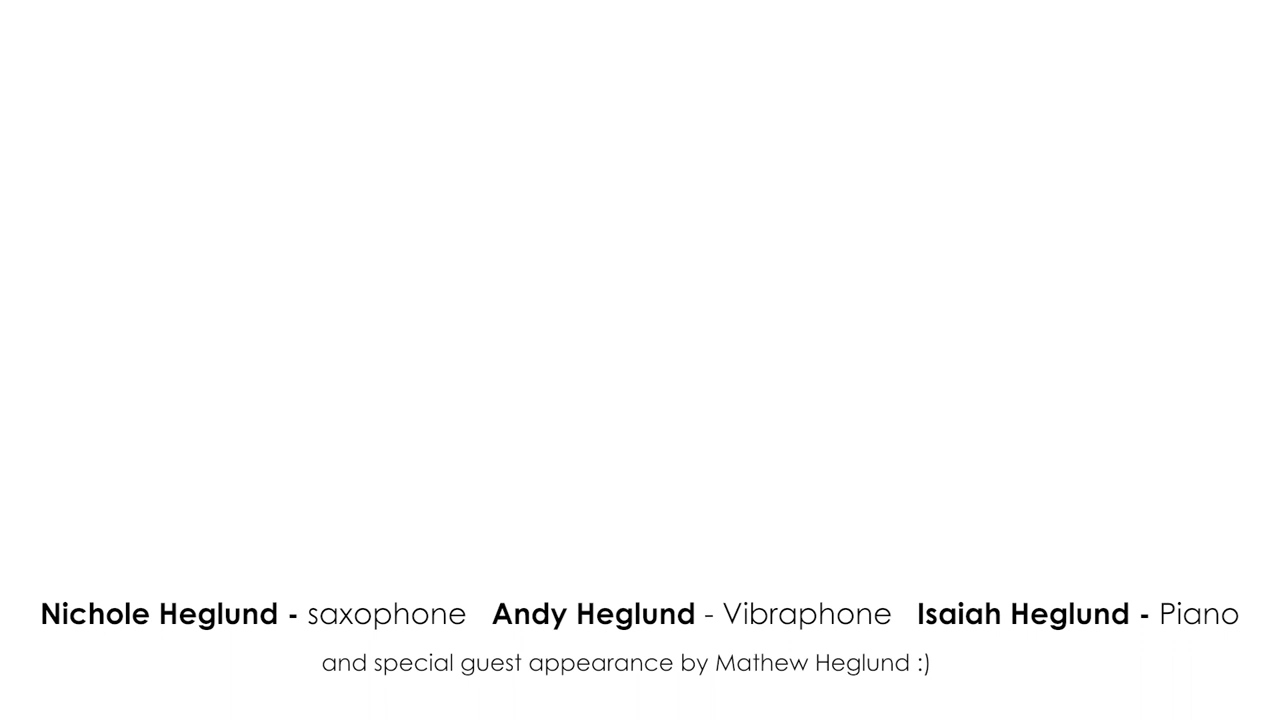 Nichole Heglund - saxophone Andy Heglund - Vibraphone Isaiah Heglund - Piano
and special guest appearance by Mathew Heglund :)